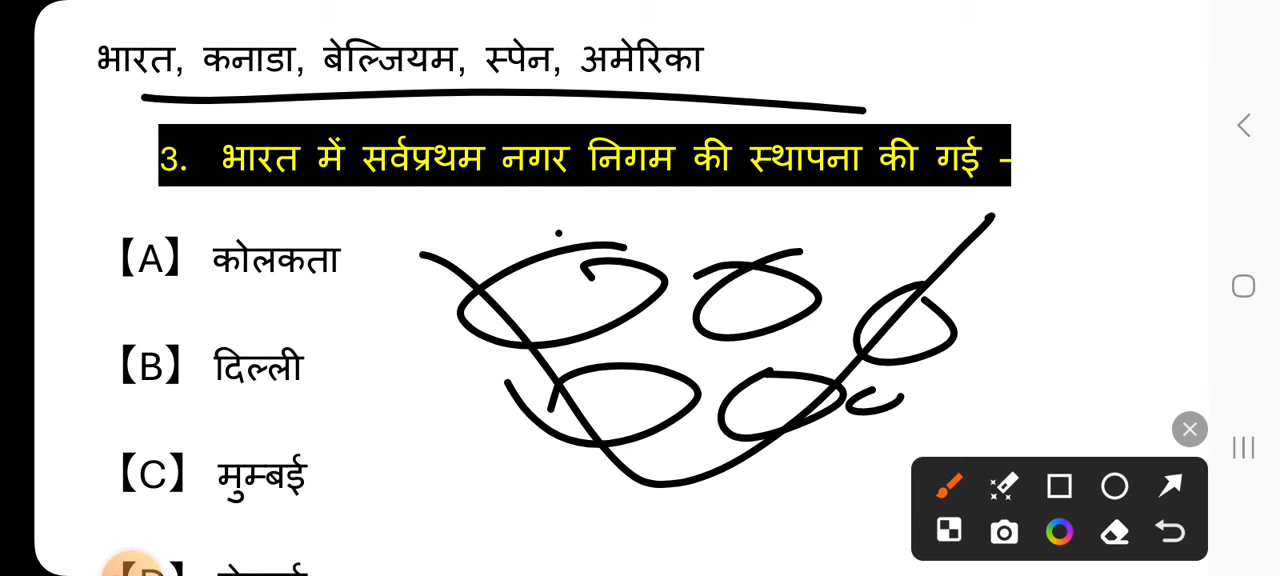 भारत, कनाडा, बेल्जियम, स्पेन, अमेरिका
3. भारत में सर्वप्रथम नगर निगम की स्थापना की गई -
【A】 कोलकता
【B】 दिल्ली
【C】 मुम्बई